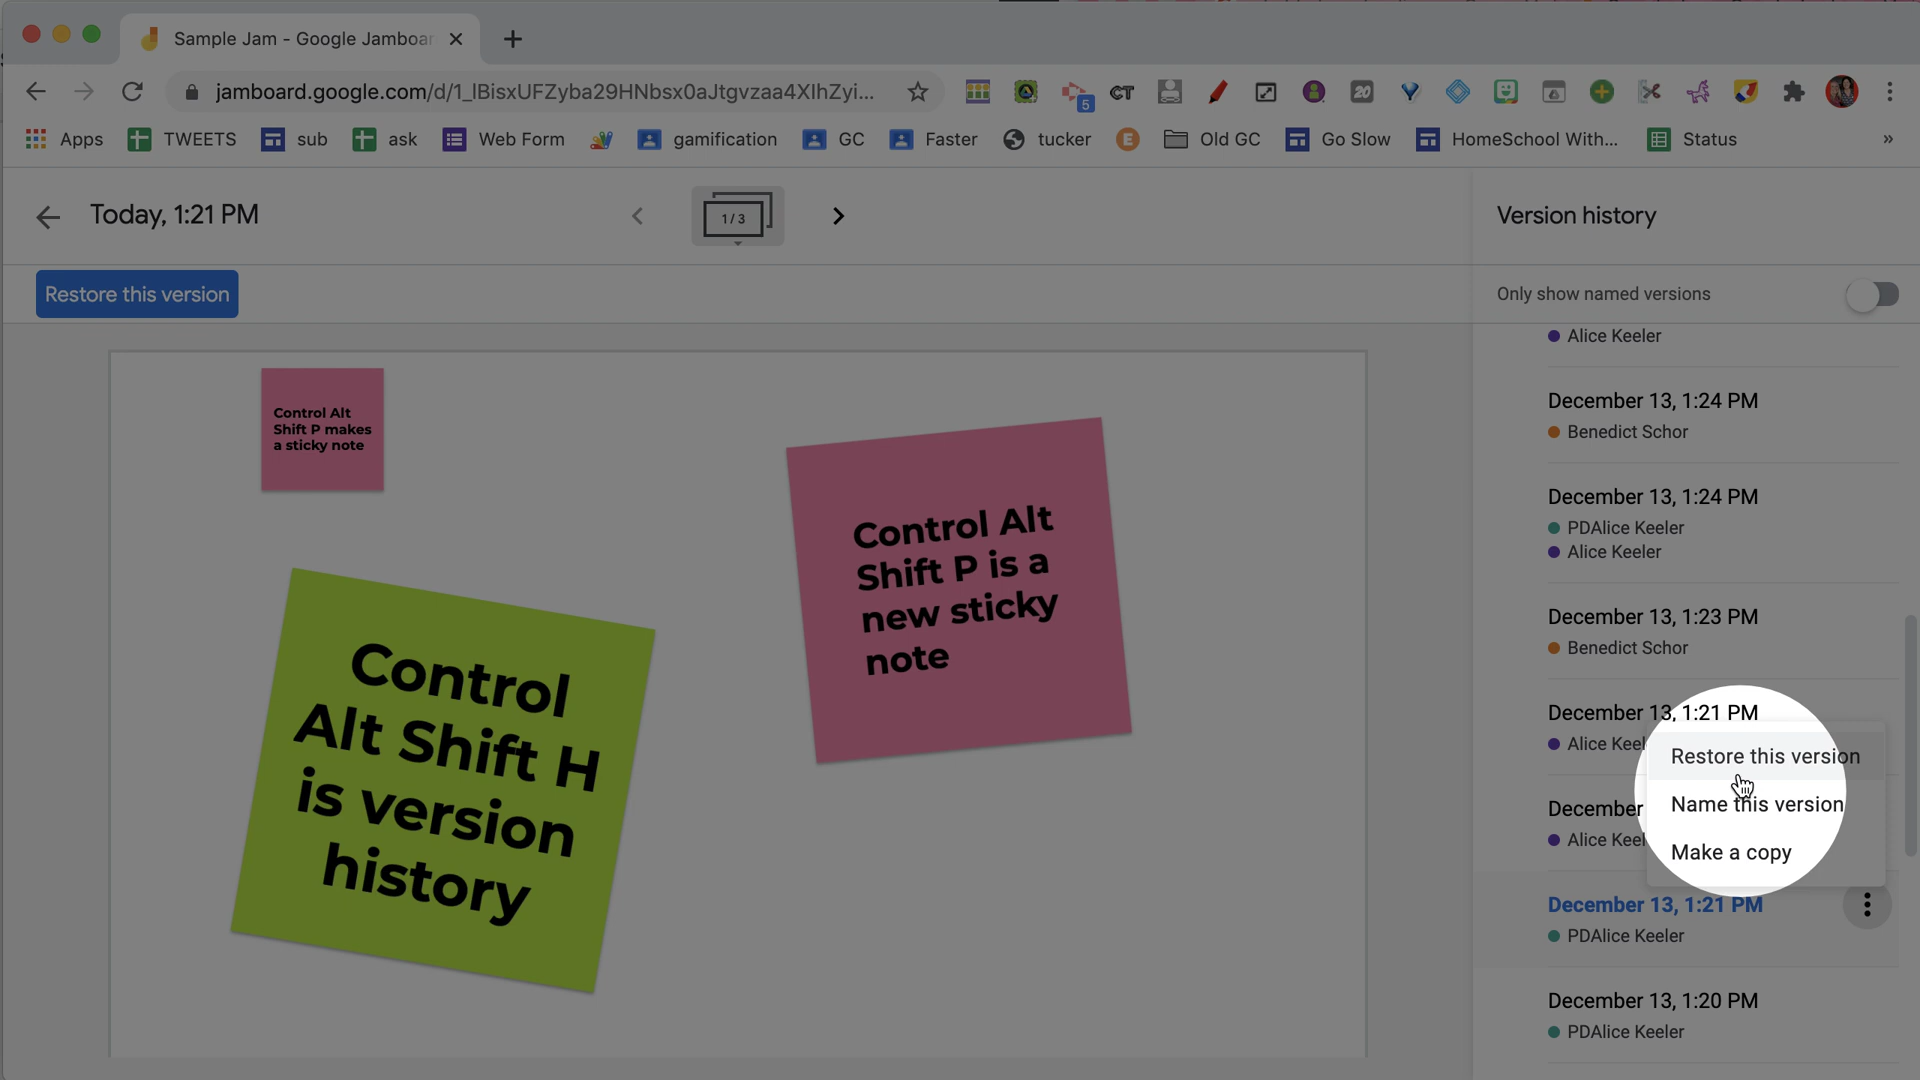 Sample Jam - Google Jamboar
jamboard.google.com/d/1_lBisxUFZyba29HNbsx0aJtgvzaa4XIhZyi...
5
CT
20
Apps
TWEETS
sub
ask
Web Form
gamification
GC
Faster
tucker
E
Old GC
Go Slow
HomeSchool With...
Status
»
Today, 1:21 PM
1 / 3
Version history
Restore this version
Only show named versions
Control Alt
Shift P makes
a sticky note
Control Alt
Shift P is a
new sticky
note
Control
Alt Shift H
is version
history
Alice Keeler
December 13, 1:24 PM
Benedict Schor
December 13, 1:24 PM
PDAlice Keeler
Alice Keeler
December 13, 1:23 PM
Benedict Schor
December 13, 1:21 PM
Alice Keel
Restore this version
Name this version
Make a copy
December
Alice Keel
December 13, 1:21 PM
PDAlice Keeler
December 13, 1:20 PM
PDAlice Keeler